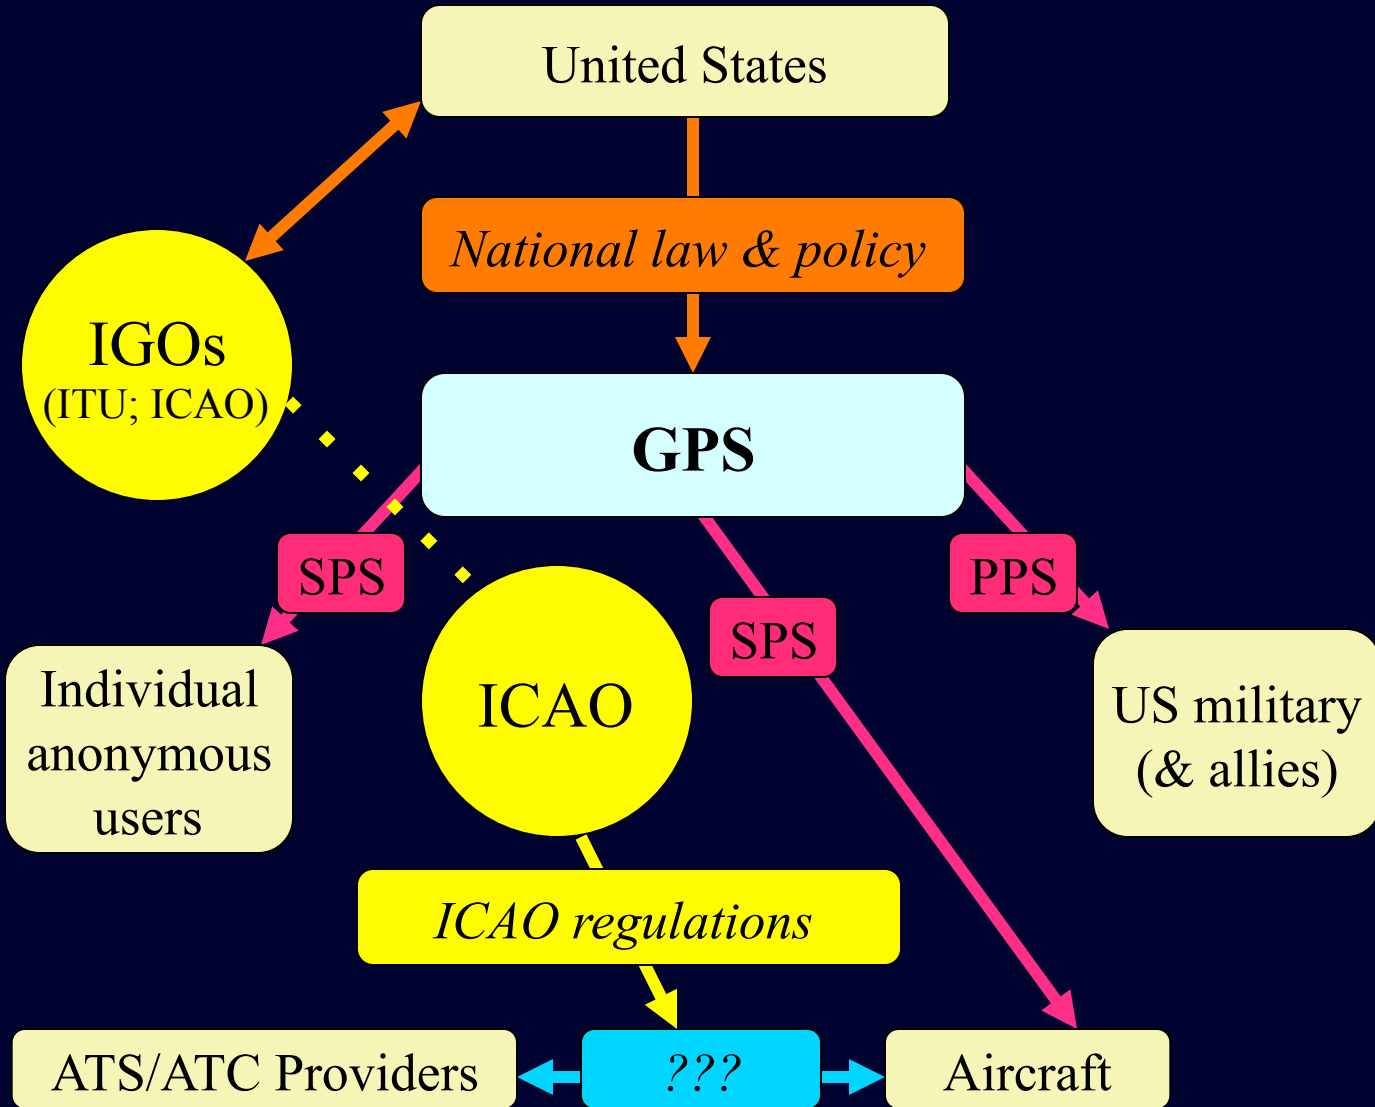 United States
National law & policy
IGOs
(ITU; ICAO)
GPS
SPS
PPS
SPS
Individual
anonymous
users
ICAO
US military
(& allies)
ICAO regulations
ATS/ATC Providers
???
Aircraft